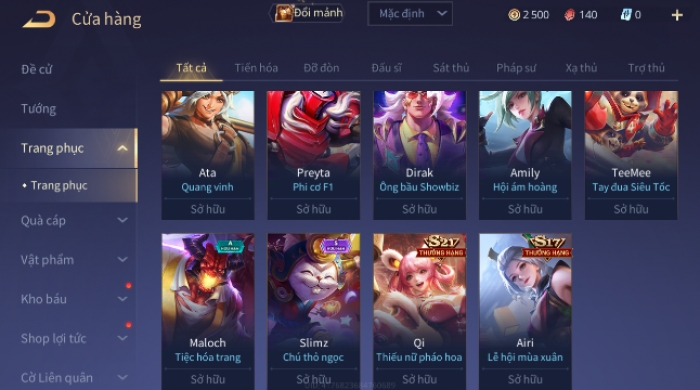 Cửa hàng
Đổi mảnh
Mặc định
2 500
140
0
Đề cử
Tướng
Trang phục
Trang phục
Quà cáp
Vật phẩm
Kho báu
Shop lợi tức
Cờ Liên quân
Tất cả
Tiến hóa
Đỡ đòn
Đấu sĩ
Sát thủ
Pháp sư
Xạ thủ
Trợ thủ
Ata
Quang vinh
Sở hữu
Preyta
Phi cơ F1
Sở hữu
Dirak
Ông bầu Showbiz
Sở hữu
Amily
Hội ám hoàng
Sở hữu
TeeMee
Tay đua Siêu Tốc
Sở hữu
A
HỮU HẠN
Maloch
Tiệc hóa trang
Sở hữu
S
HỮU HẠN
Slimz
Chú thỏ ngọc
Sở hữu
S21
THƯỞNG HẠNG
Qi
Thiếu nữ pháo hoa
Sở hữu
S17
THƯỞNG HẠNG
Airi
Lễ hội mùa xuân
Sở hữu